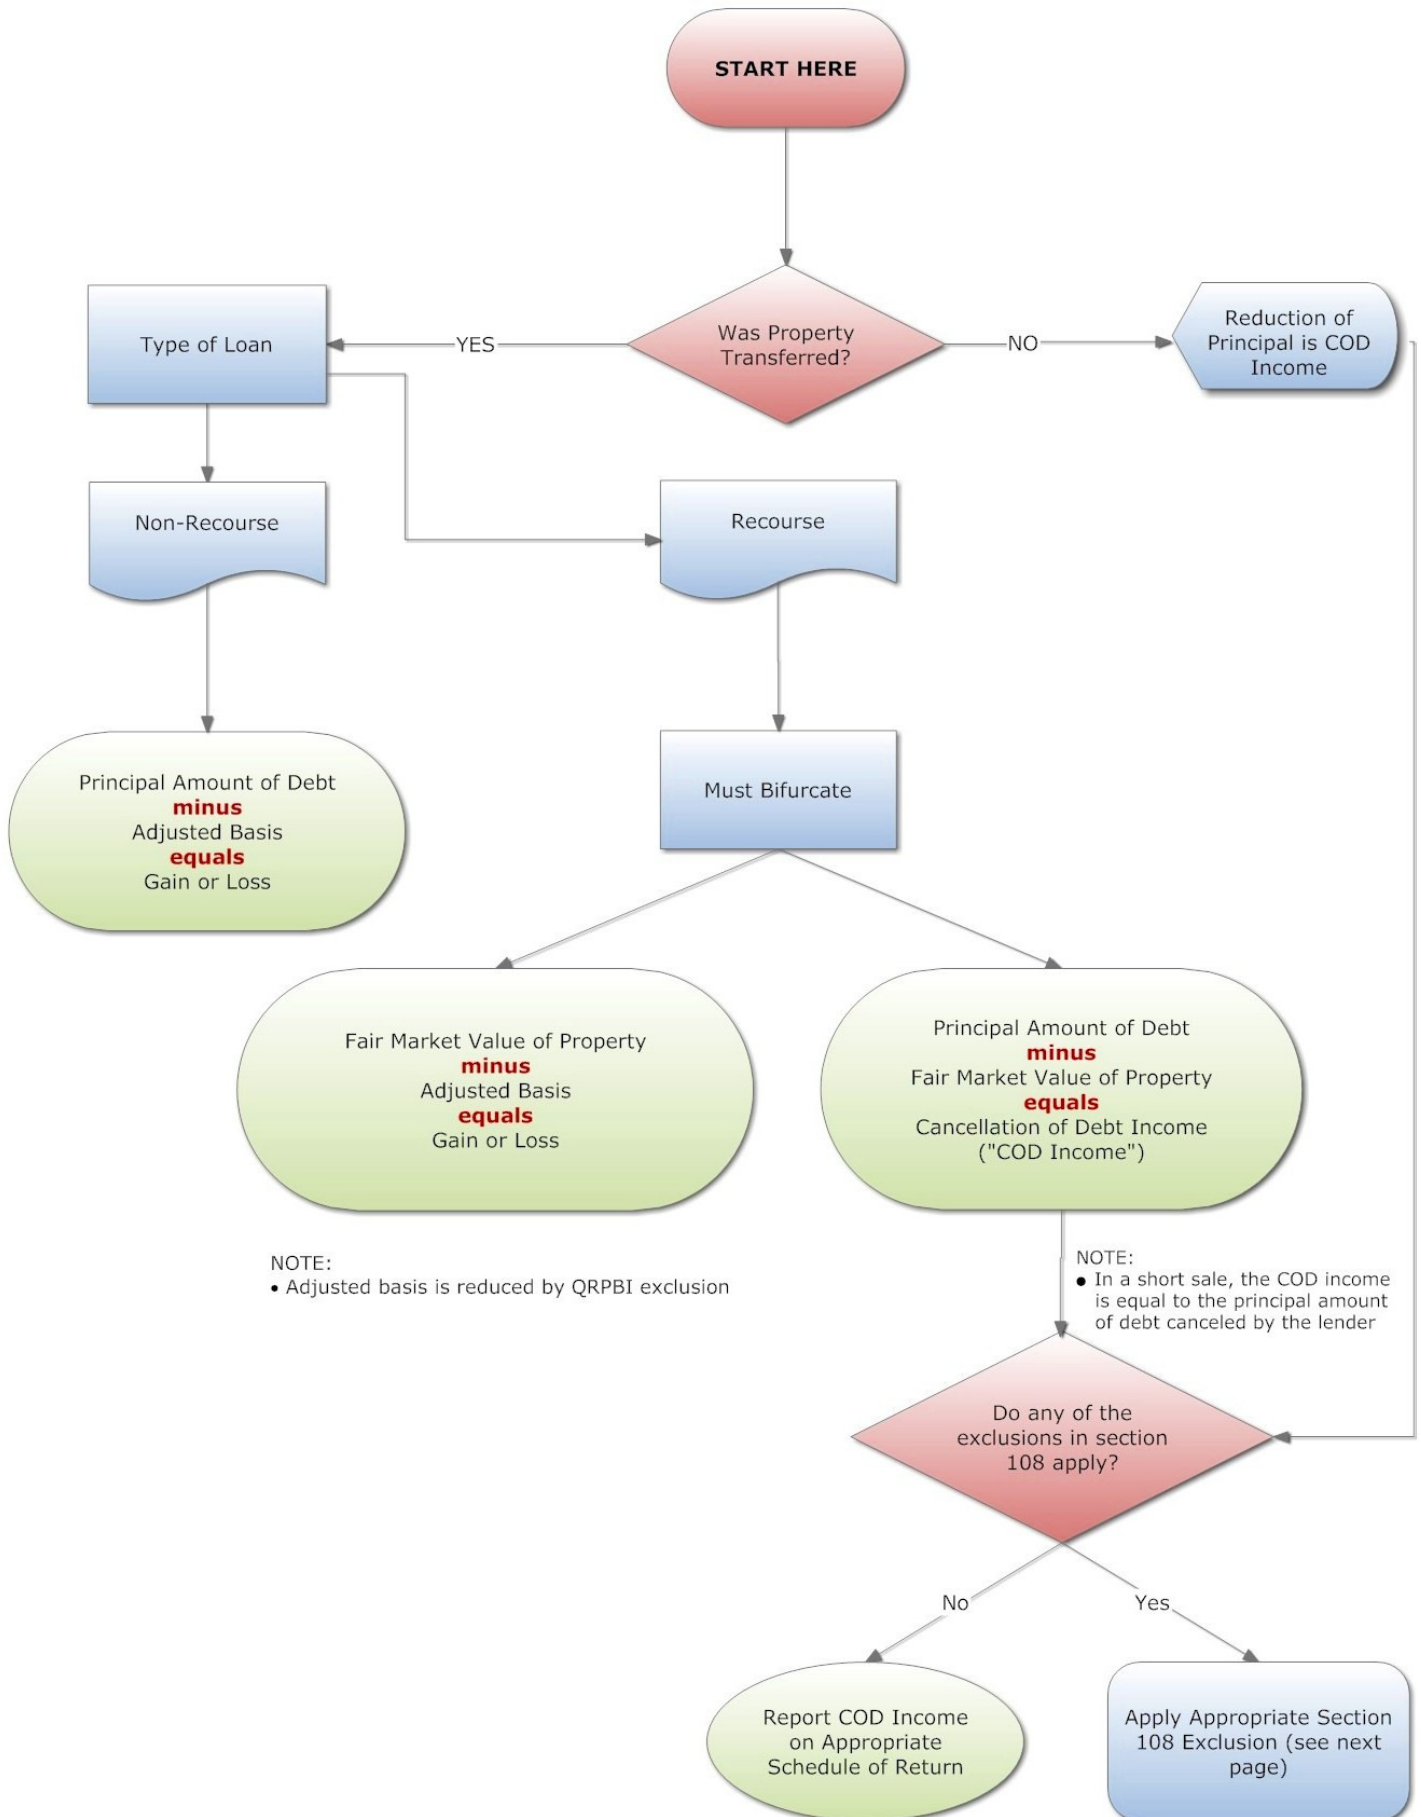 START HERE
Was Property
Transferred?
YES
NO
Type of Loan
Reduction of
Principal is COD
Income
Non-Recourse
Recourse
Principal Amount of Debt
minus
Adjusted Basis
equals
Gain or Loss
Must Bifurcate
Fair Market Value of Property
minus
Adjusted Basis
equals
Gain or Loss
Principal Amount of Debt
minus
Fair Market Value of Property
equals
Cancellation of Debt Income
("COD Income")
NOTE:
• Adjusted basis is reduced by QRPBI exclusion
NOTE:
• In a short sale, the COD income
is equal to the principal amount
of debt canceled by the lender
Do any of the
exclusions in section
108 apply?
No
Yes
Report COD Income
on Appropriate
Schedule of Return
Apply Appropriate Section
108 Exclusion (see next
page)